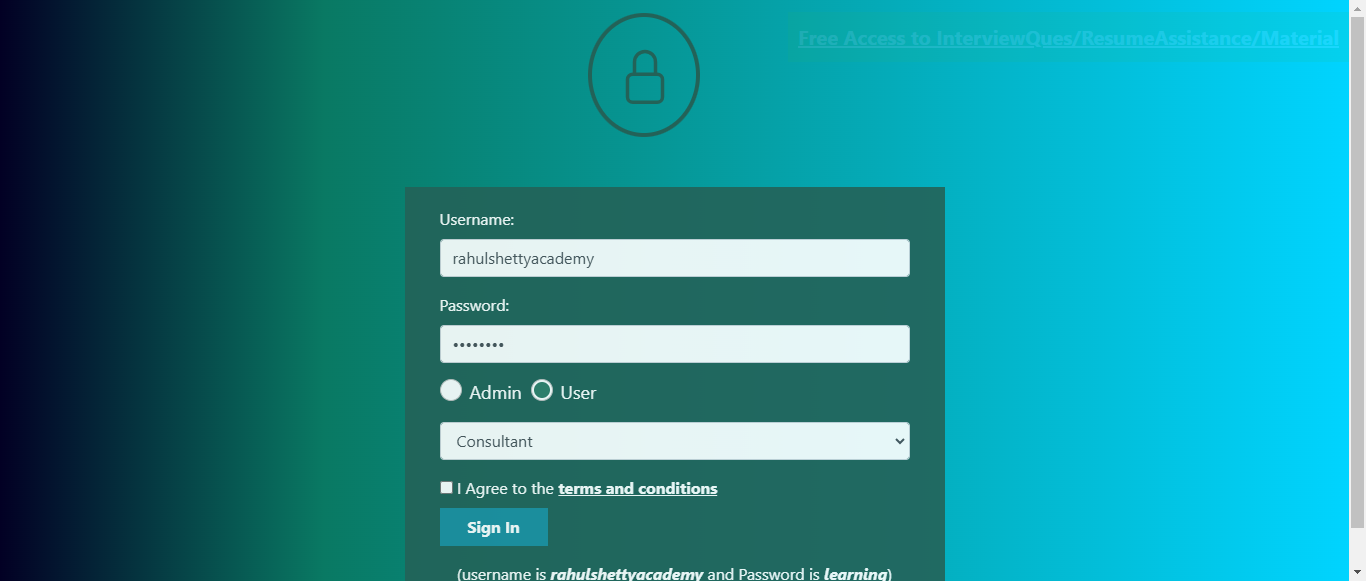 Free Access to InterviewQues/ResumeAssistance/Material
Username:
rahulshettyacademy
Password:
••••••••
Admin User
Consultant
I Agree to the terms and conditions
Sign In
(username is rahulshettyacademy and Password is learning)